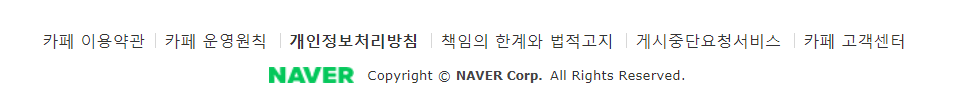 카페 이용약관 카페 운영원칙 개인정보처리방침 책임의 한계와 법적고지 게시중단요청서비스 카페 고객센터
NAVER Copyright © NAVER Corp. All Rights Reserved.